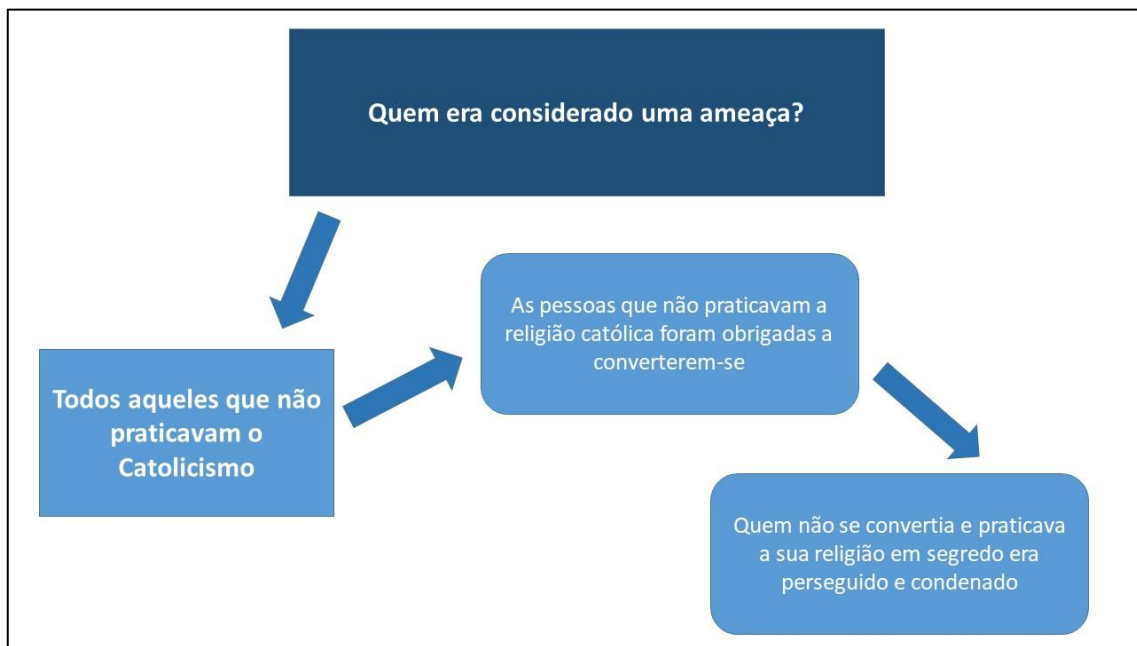 Quem era considerado uma ameaça?
Todos aqueles que não
praticavam o
Catolicismo
As pessoas que não praticavam a
religião católica foram obrigadas a
converterem-se
Quem não se convertia e praticava
a sua religião em segredo era
perseguido e condenado